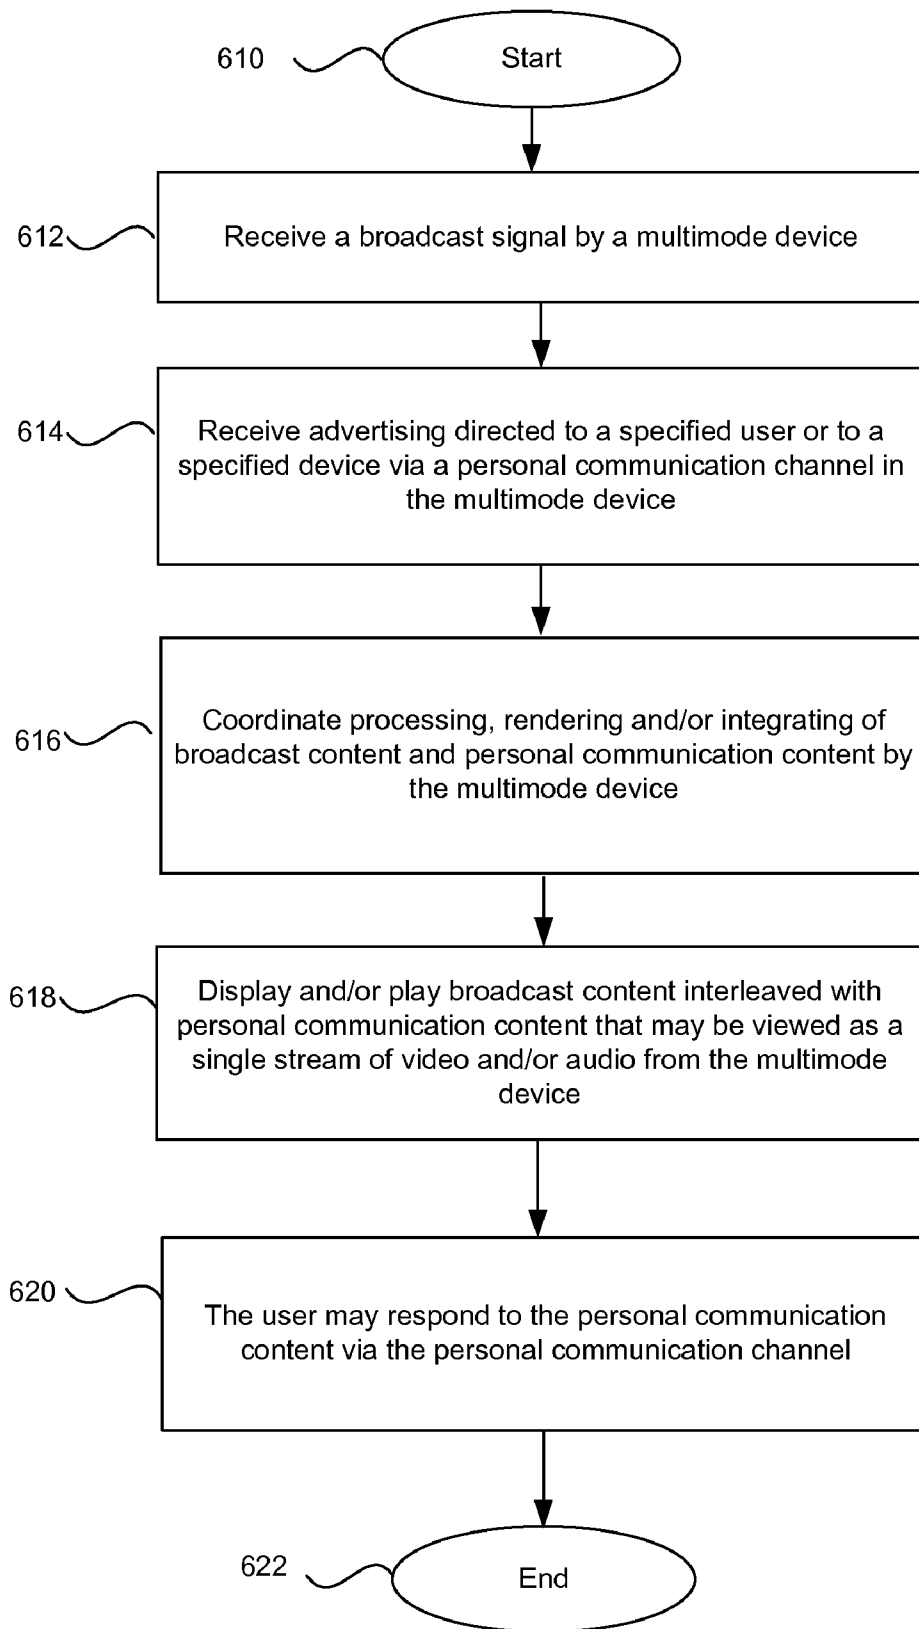 610
Start
612
Receive a broadcast signal by a multimode device
614
Receive advertising directed to a specified user or to a
specified device via a personal communication channel in
the multimode device
616
Coordinate processing, rendering and/or integrating of
broadcast content and personal communication content by
the multimode device
618
Display and/or play broadcast content interleaved with
personal communication content that may be viewed as a
single stream of video and/or audio from the multimode
device
620
The user may respond to the personal communication
content via the personal communication channel
622
End